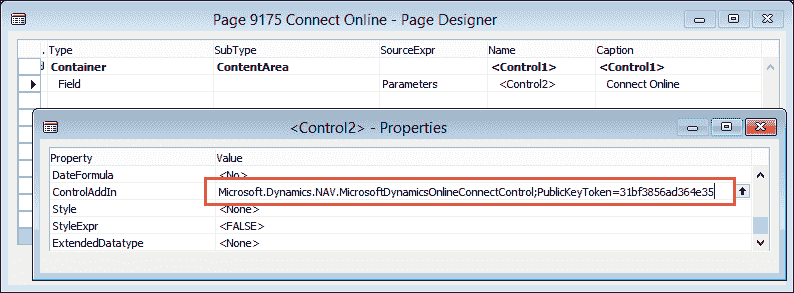 Page 9175 Connect Online - Page Designer
. Type SubType SourceExpr Name Caption
Container ContentArea <Control1> <Control1>
Field Parameters <Control2> Connect Online
<Control2> - Properties
Property Value
DateFormula <No>
ControlAddIn Microsoft.Dynamics.NAV.MicrosoftDynamicsOnlineConnectControl;PublicKeyToken=31bf3856ad364e35
Style <None>
StyleExpr <FALSE>
ExtendedDatatype <None>